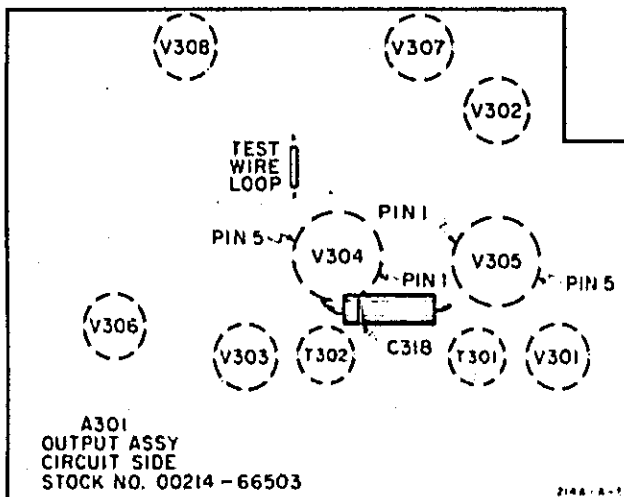 V308
V307
V302
TEST
WIRE
LOOP
PIN 1
PIN 5
V304
V305
PIN 1
PIN 5
V306
V303
T302
C318
T301
V301
A301
OUTPUT ASSY
CIRCUIT SIDE
STOCK NO. 00214-66503